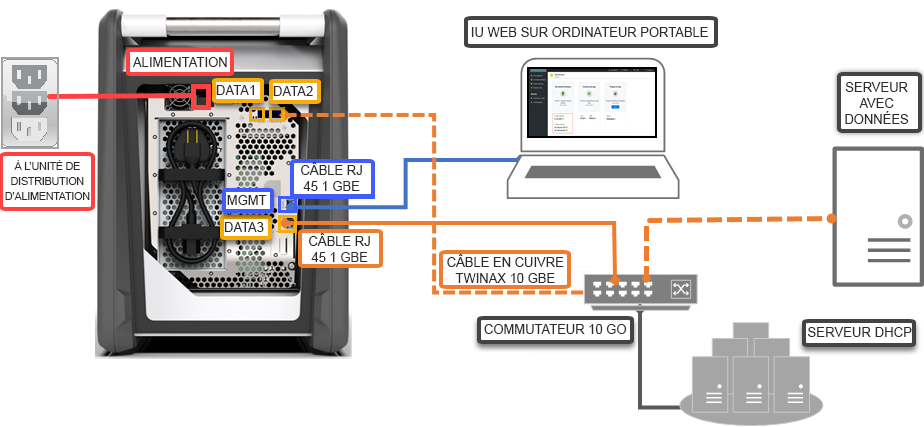 IU WEB SUR ORDINATEUR PORTABLE
ALIMENTATION
DATA1
DATA2
SERVEUR
AVEC
DONNÉES
À L'UNITÉ DE
DISTRIBUTION
D'ALIMENTATION
CÂBLE RJ
45 1 GBE
MGMT
DATA3
CÂBLE RJ
45 1 GBE
CÂBLE EN CUIVRE
TWINAX 10 GBE
COMMUTATEUR 10 GO
SERVEUR DHCP